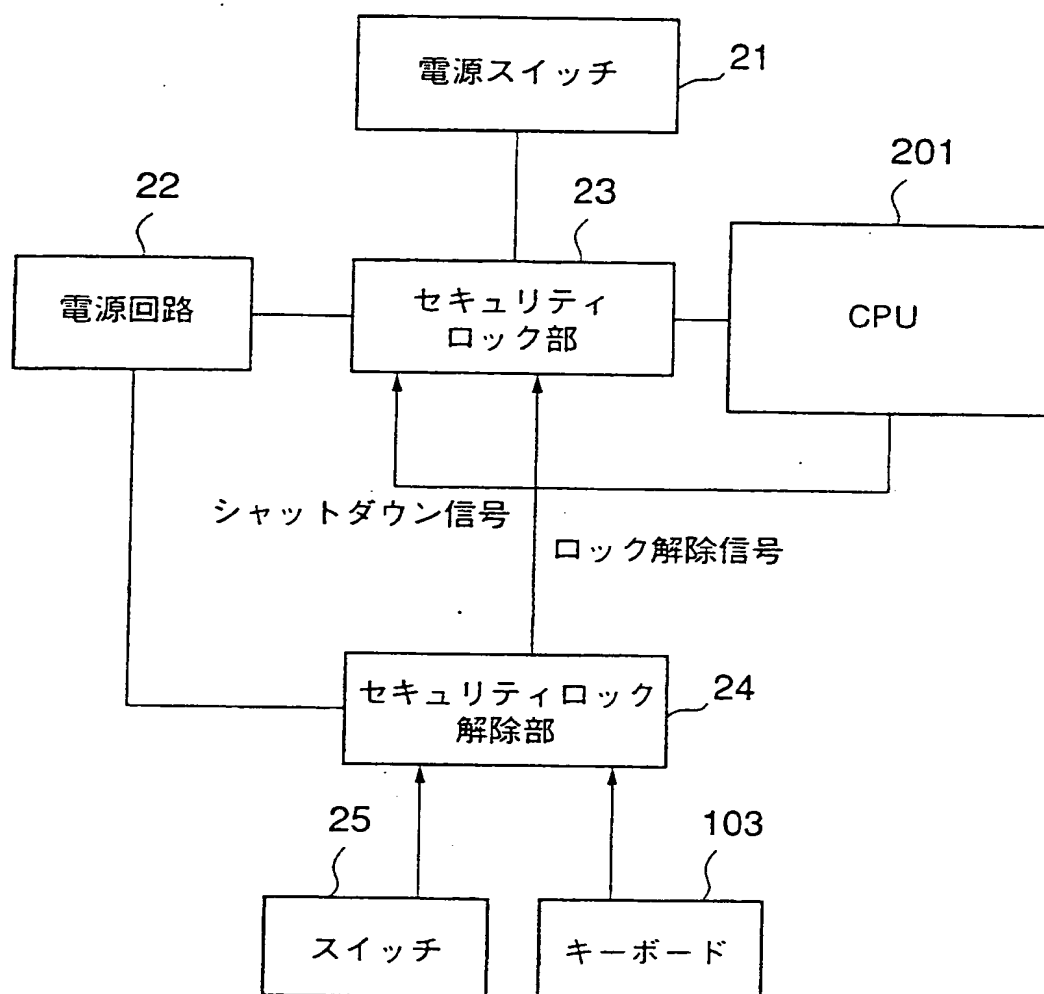 電源スイッチ
21
201
22
23
電源回路
セキュリティ
ロック部
CPU
シャットダウン信号
ロック解除信号
セキュリティロック
解除部
24
25
103
スイッチ
キーボード